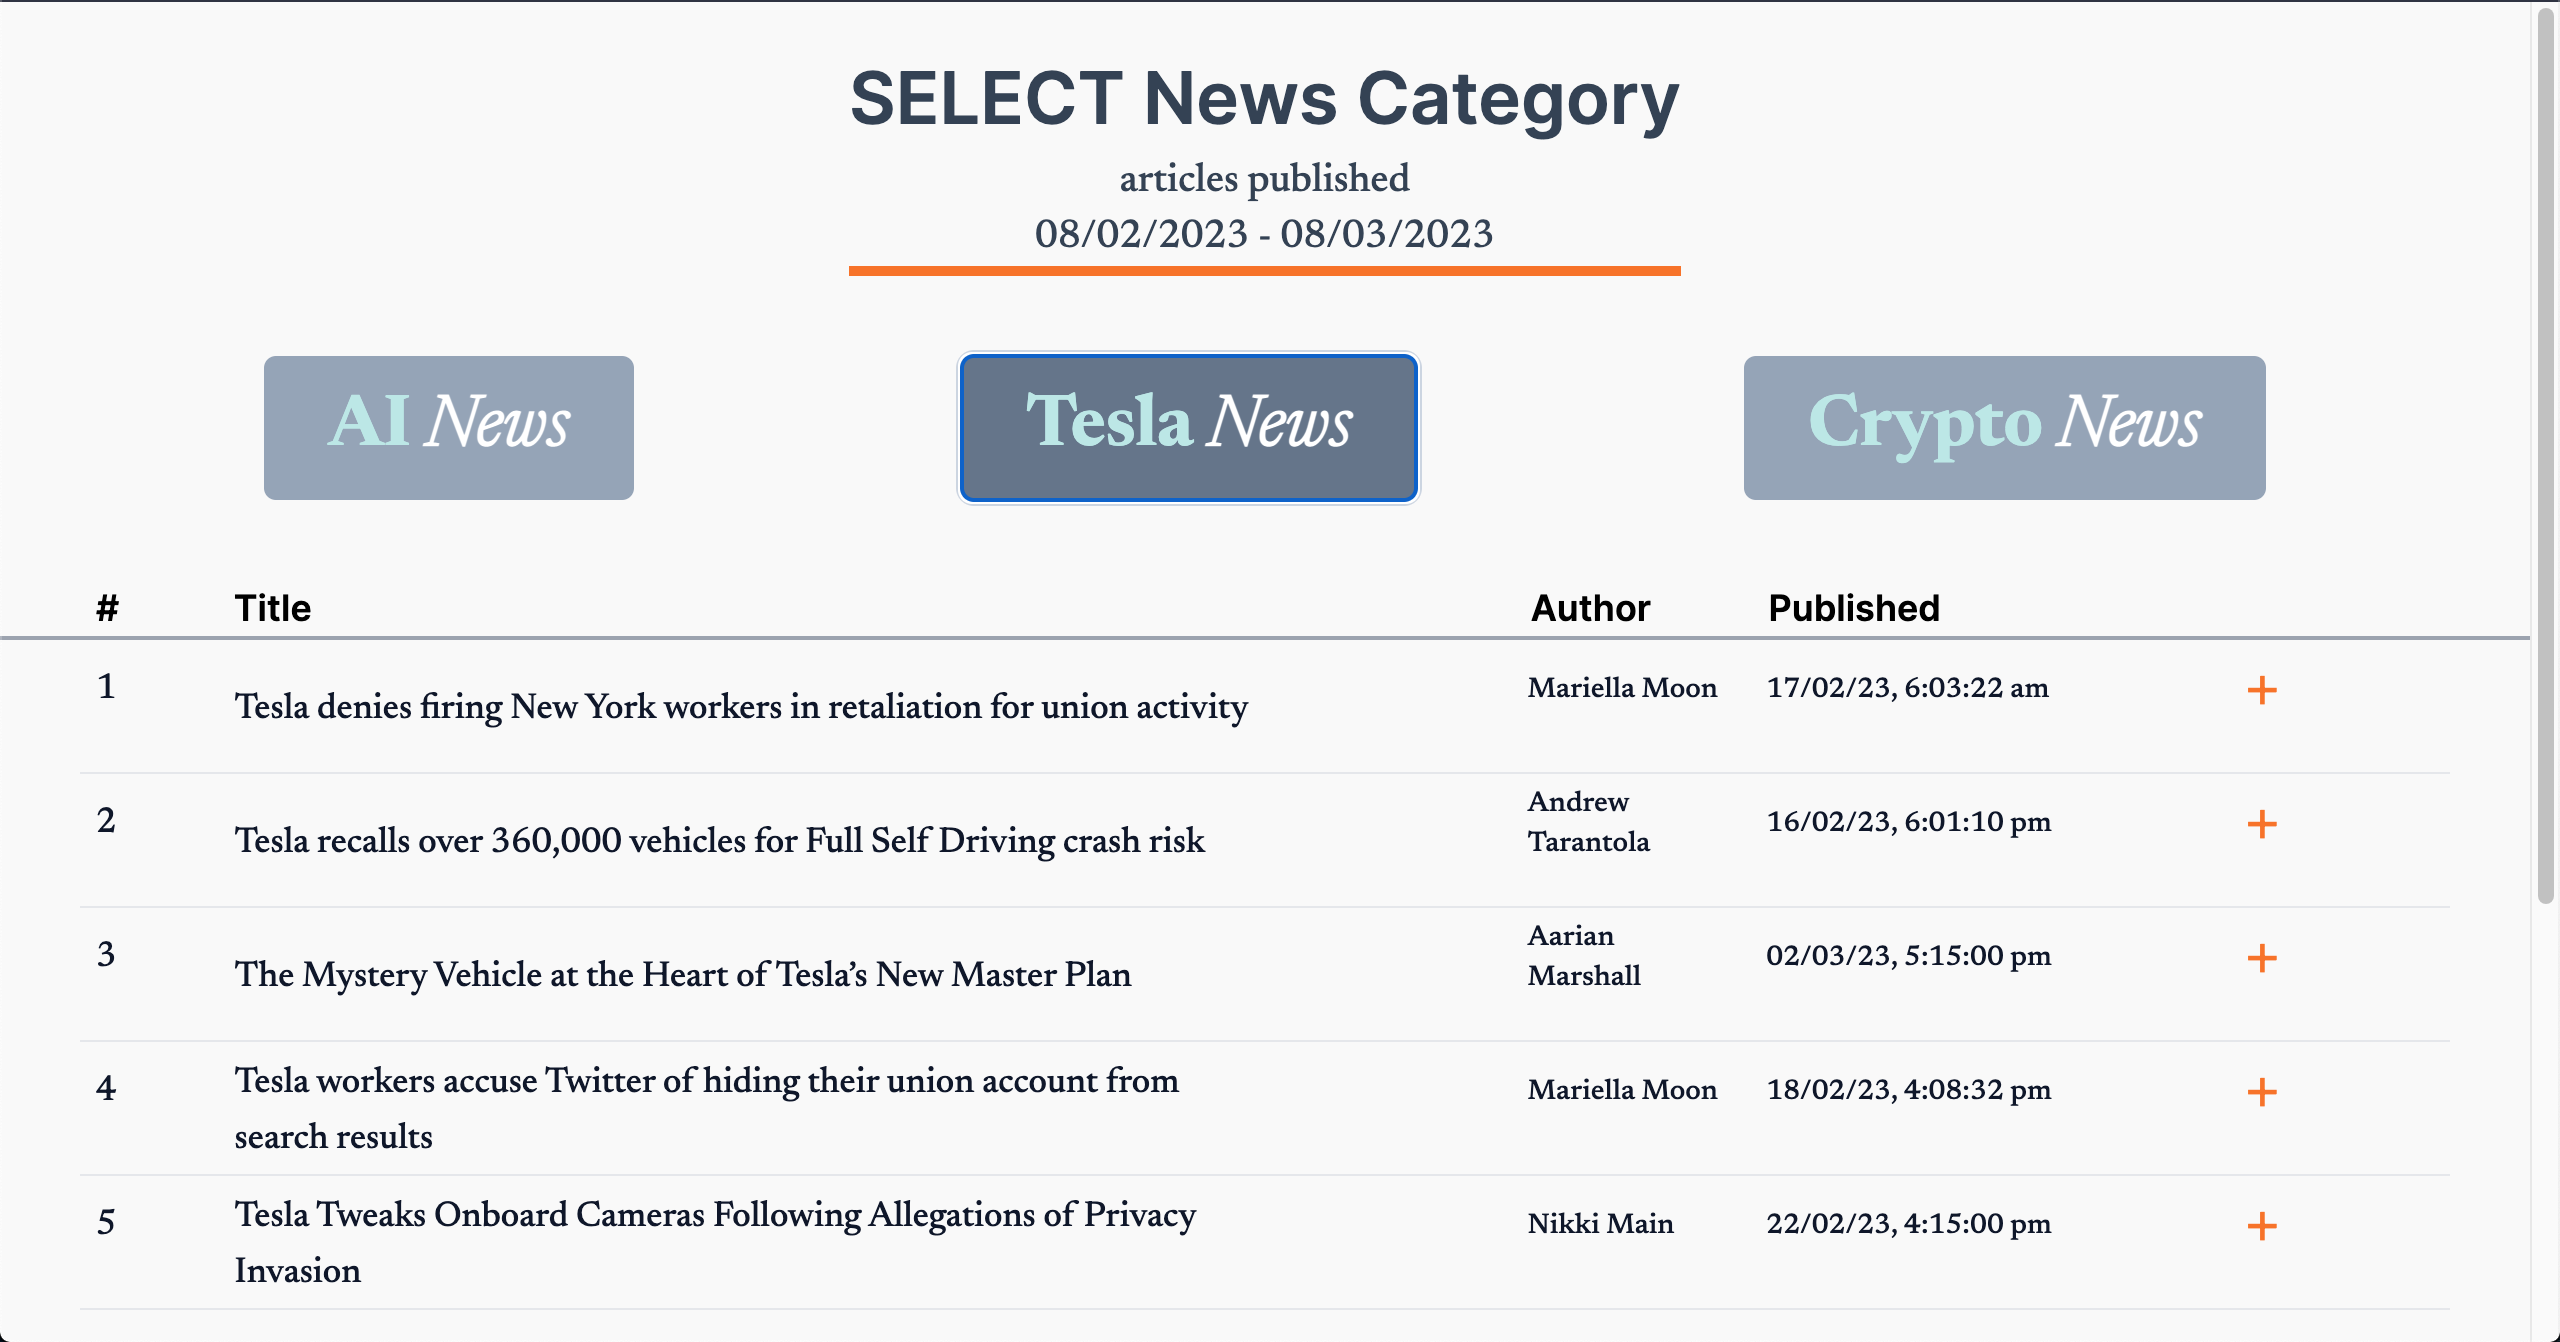 SELECT News Category
articles published
08/02/2023 - 08/03/2023
AI News
Tesla News
Crypto News
# Title Author Published
1 Tesla denies firing New York workers in retaliation for union activity Mariella Moon 17/02/23, 6:03:22 am +
2 Tesla recalls over 360,000 vehicles for Full Self Driving crash risk Andrew
Tarantola 16/02/23, 6:01:10 pm +
3 The Mystery Vehicle at the Heart of Tesla’s New Master Plan Aarian
Marshall 02/03/23, 5:15:00 pm +
4 Tesla workers accuse Twitter of hiding their union account from
search results Mariella Moon 18/02/23, 4:08:32 pm +
5 Tesla Tweaks Onboard Cameras Following Allegations of Privacy
Invasion Nikki Main 22/02/23, 4:15:00 pm +